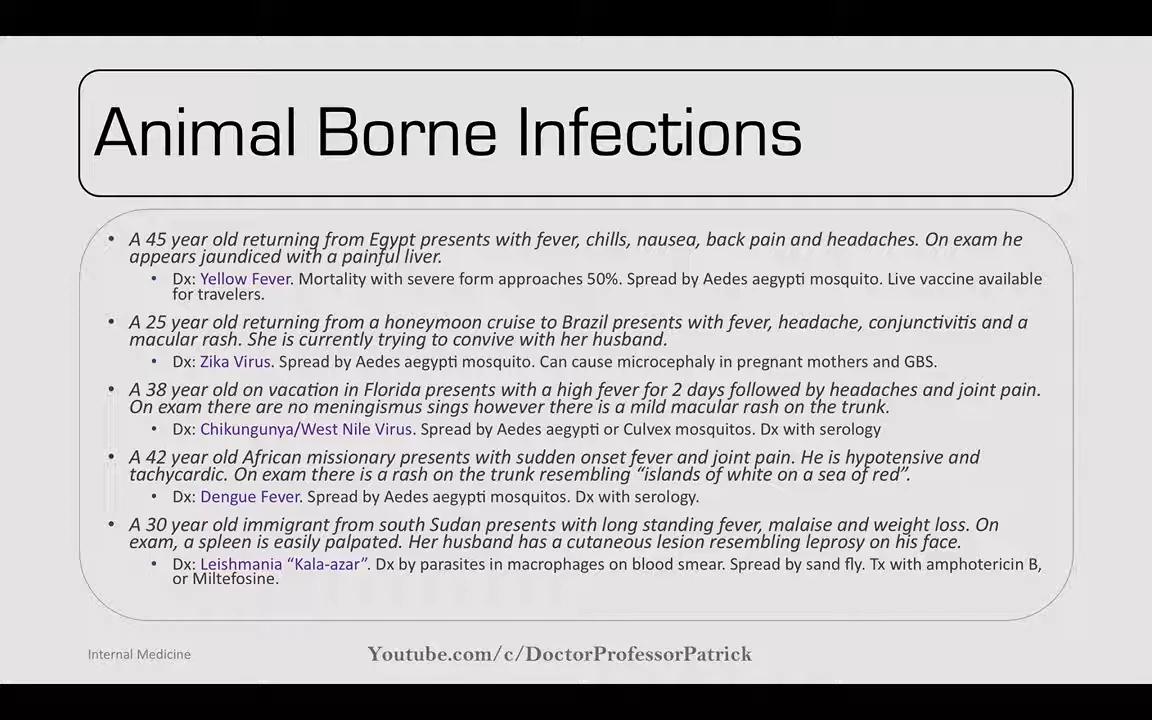 Animal Borne Infections
• A 45 year old returning from Egypt presents with fever, chills, nausea, back pain and headaches. On exam he
appears jaundiced with a painful liver.
• Dx: Yellow Fever. Mortality with severe form approaches 50%. Spread by Aedes aegypti mosquito. Live vaccine available
for travelers.
• A 25 year old returning from a honeymoon cruise to Brazil presents with fever, headache, conjunctivitis and a
macular rash. She is currently trying to convive with her husband.
• Dx: Zika Virus. Spread by Aedes aegypti mosquito. Can cause microcephaly in pregnant mothers and GBS.
• A 38 year old on vacation in Florida presents with a high fever for 2 days followed by headaches and joint pain.
On exam there are no meningismus sings however there is a mild macular rash on the trunk.
• Dx: Chikungunya/West Nile Virus. Spread by Aedes aegypti or Culvex mosquitos. Dx with serology
• A 42 year old African missionary presents with sudden onset fever and joint pain. He is hypotensive and
tachycardic. On exam there is a rash on the trunk resembling “islands of white on a sea of red”.
• Dx: Dengue Fever. Spread by Aedes aegypti mosquitos. Dx with serology.
• A 30 year old immigrant from south Sudan presents with long standing fever, malaise and weight loss. On
exam, a spleen is easily palpated. Her husband has a cutaneous lesion resembling leprosy on his face.
• Dx: Leishmania “Kala-azar”. Dx by parasites in macrophages on blood smear. Spread by sand fly. Tx with amphotericin B,
or Miltefosine.
Internal Medicine
Youtube.com/c/DoctorProfessorPatrick